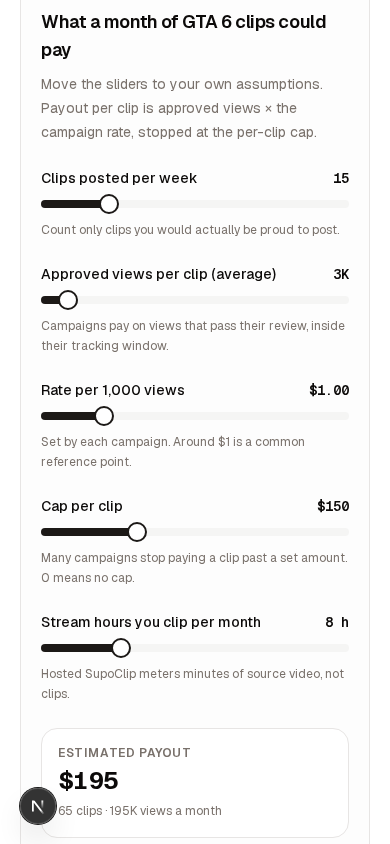 What a month of GTA 6 clips could
pay
Move the sliders to your own assumptions.
Payout per clip is approved views × the
campaign rate, stopped at the per-clip cap.
Clips posted per week 15
Count only clips you would actually be proud to post.
Approved views per clip (average) 3K
Campaigns pay on views that pass their review, inside
their tracking window.
Rate per 1,000 views $1.00
Set by each campaign. Around $1 is a common
reference point.
Cap per clip $150
Many campaigns stop paying a clip past a set amount.
0 means no cap.
Stream hours you clip per month 8 h
Hosted SupoClip meters minutes of source video, not
clips.
ESTIMATED PAYOUT
$195
65 clips · 195K views a month
N